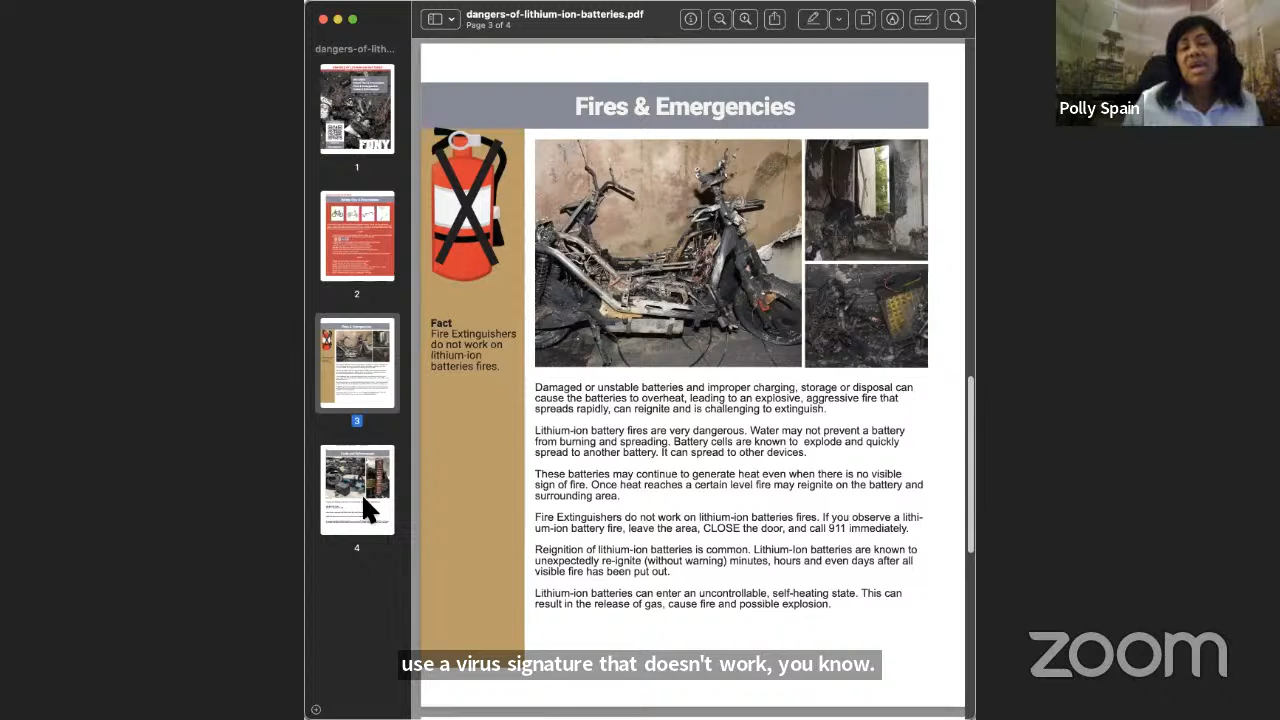 dangers-of-lithium-ion-batteries.pdf
Page 3 of 4
dangers-of-lith...
FDNY
1
2
3
4
Fires & Emergencies
Fact
Fire Extinguishers
do not work on
lithium-ion
batteries fires.
Damaged or unstable batteries and improper charging, storage or disposal can
cause the batteries to overheat, leading to an explosive, aggressive fire that
spreads rapidly, can reignite and is challenging to extinguish.
Lithium-ion battery fires are very dangerous. Water may not prevent a battery
from burning and spreading. Battery cells are known to explode and quickly
spread to another battery. It can spread to other devices.
These batteries may continue to generate heat even when there is no visible
sign of fire. Once heat reaches a certain level fire may reignite on the battery and
surrounding area.
Fire Extinguishers do not work on lithium-ion batteries fires. If you observe a lithi-
um-ion battery fire, leave the area, CLOSE the door, and call 911 immediately.
Reignition of lithium-ion batteries is common. Lithium-Ion batteries are known to
unexpectedly re-ignite (without warning) minutes, hours and even days after all
visible fire has been put out.
Lithium-ion batteries can enter an uncontrollable, self-heating state. This can
result in the release of gas, cause fire and possible explosion.
use a virus signature that doesn't work, you know.
Polly Spain
zoom